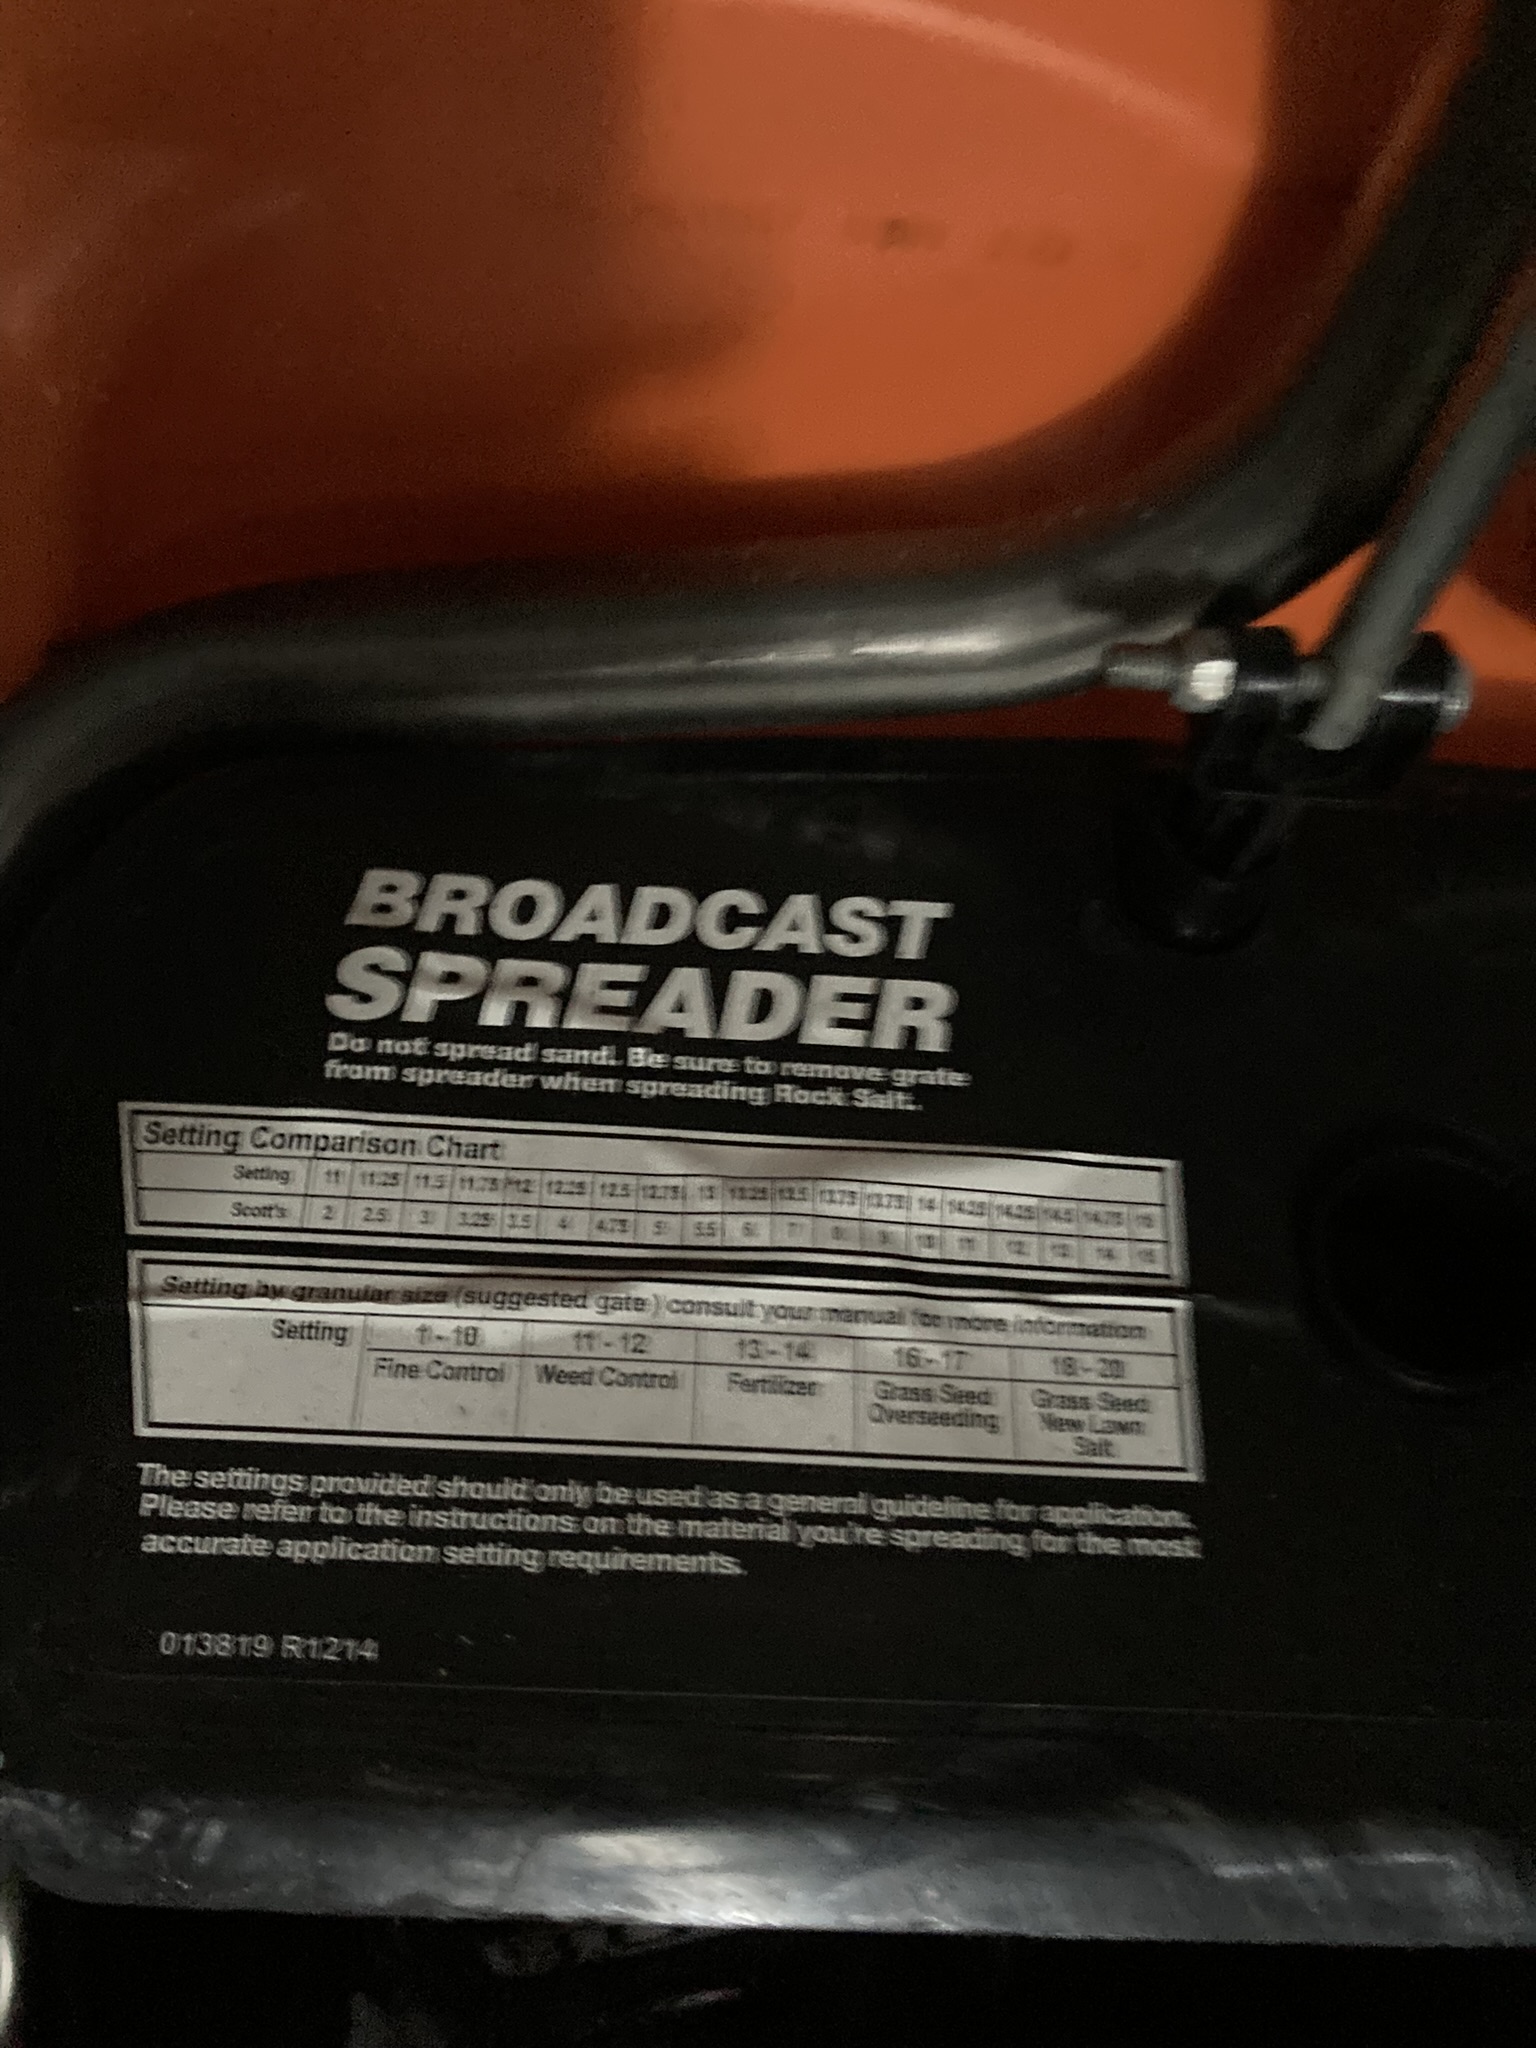 BROADCAST
SPREADER
Do not spread sand. Be sure to remove grate
from spreader when spreading Rock Salt.
Setting Comparison Chart
Setting 11 11.25 11.5 11.75 12 12.25 12.5 12.75 13 13.25 13.5 13.75 13.75 14 14.25 14.25 14.5 14.75 15
Scott's 2 2.5 3 3.25 3.5 4 4.75 5 5.5 6 7 8 9 10 11 12 13 14 15
Setting by granular size (suggested gate) consult your manual for more information
Setting 1 - 10 11 - 12 13 - 14 16 - 17 18 - 20
Fine Control Weed Control Fertilizer Grass Seed Grass Seed
Overseeding New Lawn
Salt
The settings provided should only be used as a general guideline for application.
Please refer to the instructions on the material you're spreading for the most
accurate application setting requirements.
013819 R1214